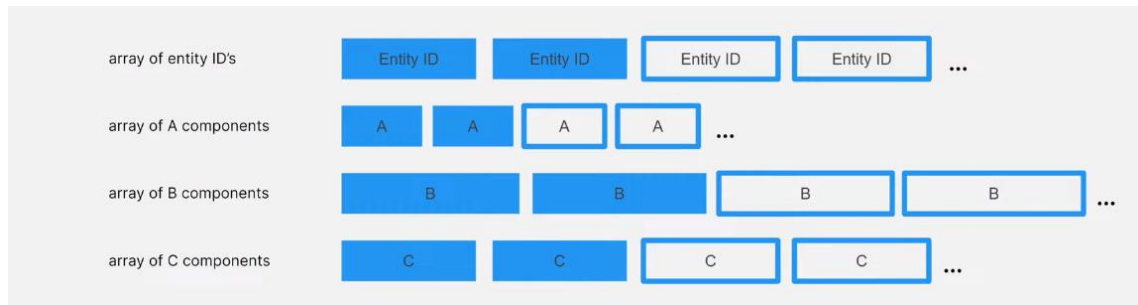 array of entity ID's Entity ID Entity ID Entity ID Entity ID ...
array of A components A A A A ...
array of B components B B B B ...
array of C components C C C C ...